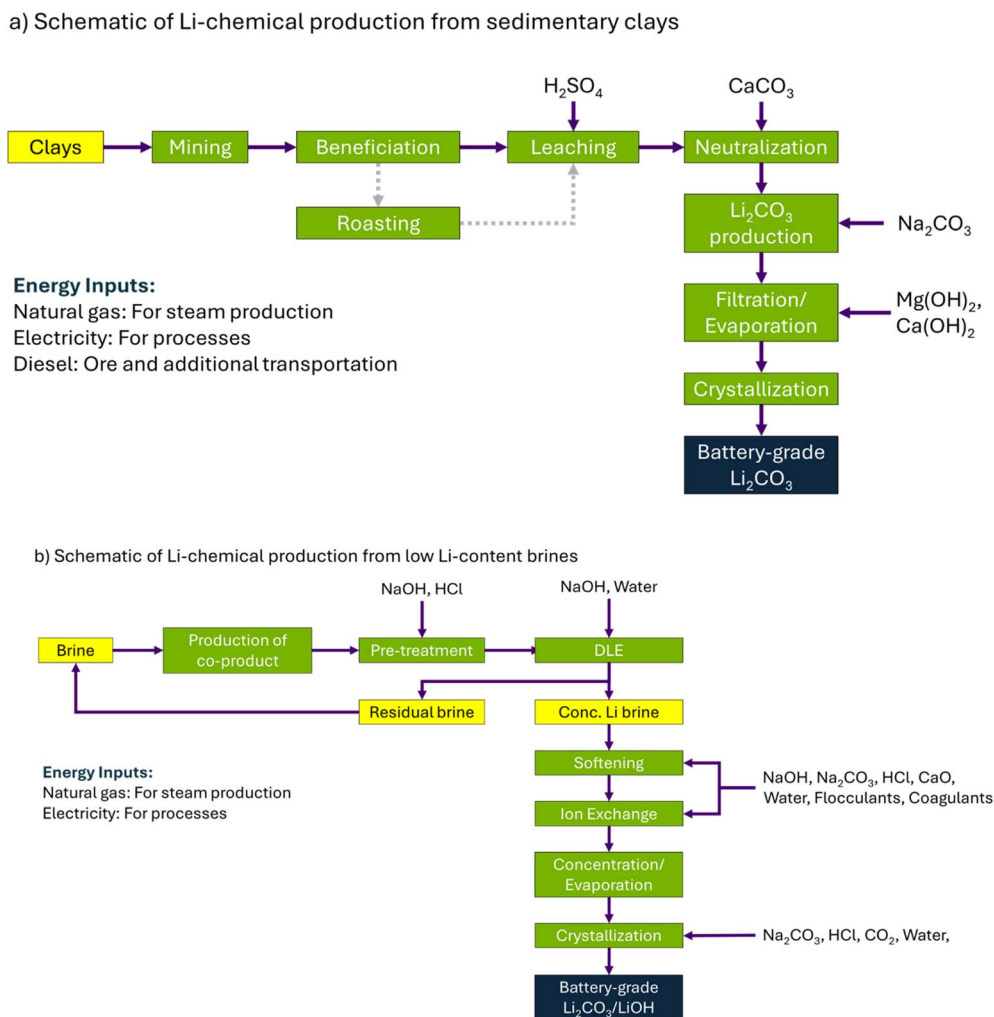 a) Schematic of Li-chemical production from sedimentary clays
H₂SO₄
CaCO₃
Clays
Mining
Beneficiation
Leaching
Neutralization
Roasting
Li₂CO₃
production
Na₂CO₃
Energy Inputs:
Natural gas: For steam production
Electricity: For processes
Diesel: Ore and additional transportation
Filtration/
Evaporation
Mg(OH)₂,
Ca(OH)₂
Crystallization
Battery-grade
Li₂CO₃
b) Schematic of Li-chemical production from low Li-content brines
NaOH, HCl
NaOH, Water
Brine
Production of
co-product
Pre-treatment
DLE
Residual brine
Conc. Li brine
Energy Inputs:
Natural gas: For steam production
Electricity: For processes
Softening
Ion Exchange
NaOH, Na₂CO₃, HCl, CaO,
Water, Flocculants, Coagulants
Concentration/
Evaporation
Crystallization
Na₂CO₃, HCl, CO₂, Water,
Battery-grade
Li₂CO₃/LiOH